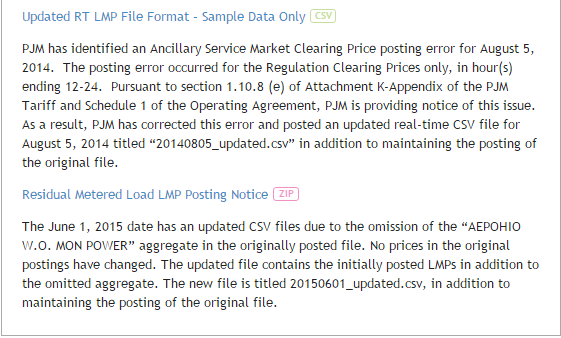 Updated RT LMP File Format - Sample Data Only CSV
PJM has identified an Ancillary Service Market Clearing Price posting error for August 5,
2014. The posting error occurred for the Regulation Clearing Prices only, in hour(s)
ending 12-24. Pursuant to section 1.10.8 (e) of Attachment K-Appendix of the PJM
Tariff and Schedule 1 of the Operating Agreement, PJM is providing notice of this issue.
As a result, PJM has corrected this error and posted an updated real-time CSV file for
August 5, 2014 titled “20140805_updated.csv” in addition to maintaining the posting of
the original file.
Residual Metered Load LMP Posting Notice ZIP
The June 1, 2015 date has an updated CSV files due to the omission of the “AEPOHIO
W.O. MON POWER” aggregate in the originally posted file. No prices in the original
postings have changed. The updated file contains the initially posted LMPs in addition to
the omitted aggregate. The new file is titled 20150601_updated.csv, in addition to
maintaining the posting of the original file.